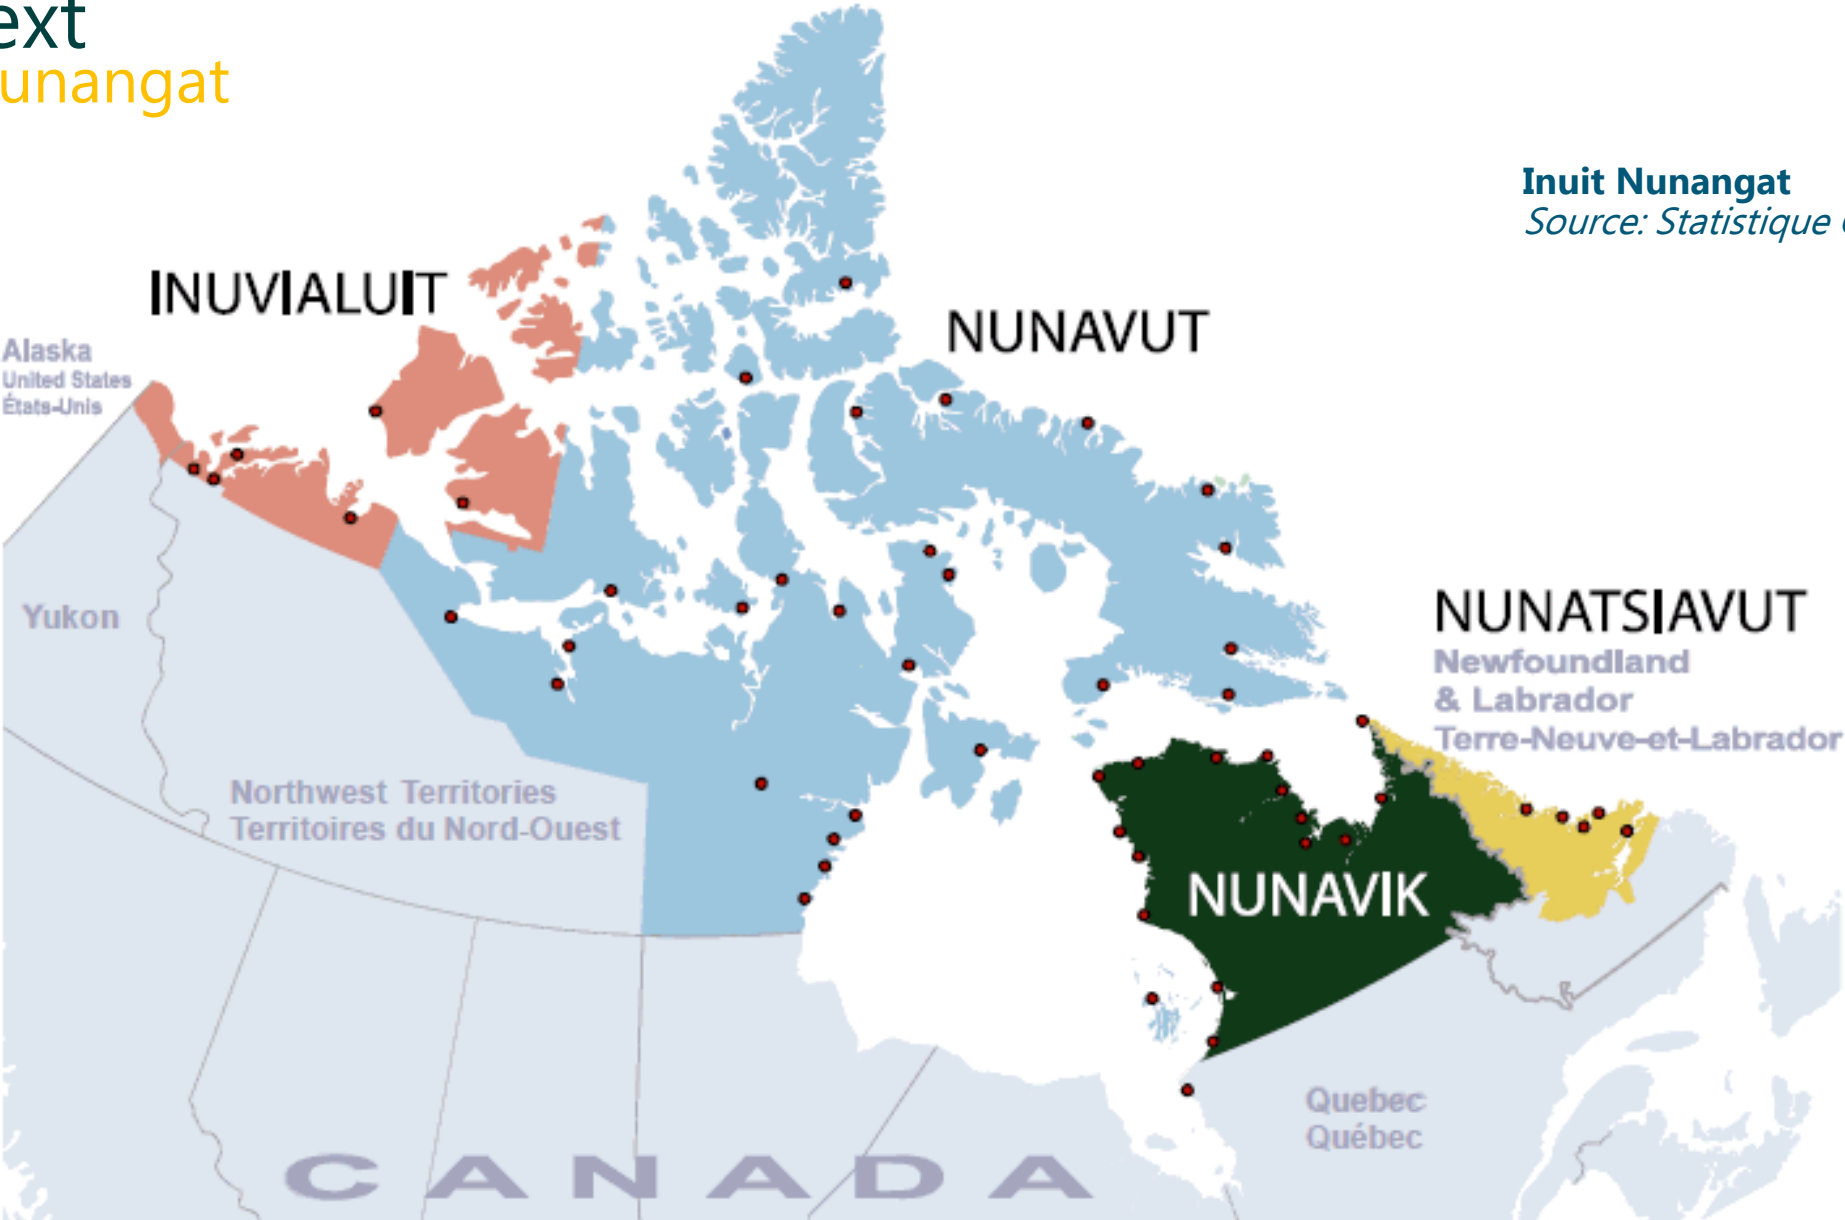 ext
unangat
Inuit Nunangat
Source: Statistique
INUVIALUIT
NUNAVUT
Alaska
United States
États-Unis
NUNATSIAVUT
Newfoundland
& Labrador
Terre-Neuve-et-Labrador
Yukon
Northwest Territories
Territoires du Nord-Ouest
NUNAVIK
Quebec
Québec
CANADA